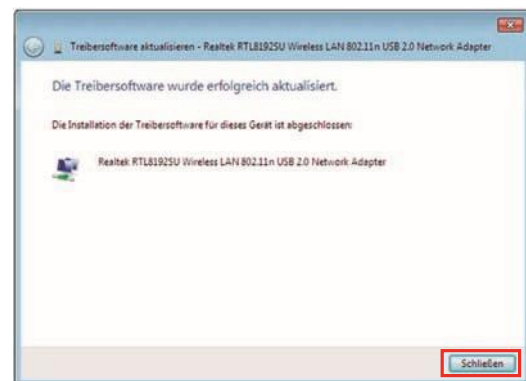 Treibersoftware aktualisieren - Realtek RTL8192SU Wireless LAN 802.11n USB 2.0 Network Adapter
Die Treibersoftware wurde erfolgreich aktualisiert.
Die Installation der Treibersoftware für dieses Gerät ist abgeschlossen:
Realtek RTL8192SU Wireless LAN 802.11n USB 2.0 Network Adapter
Schließen